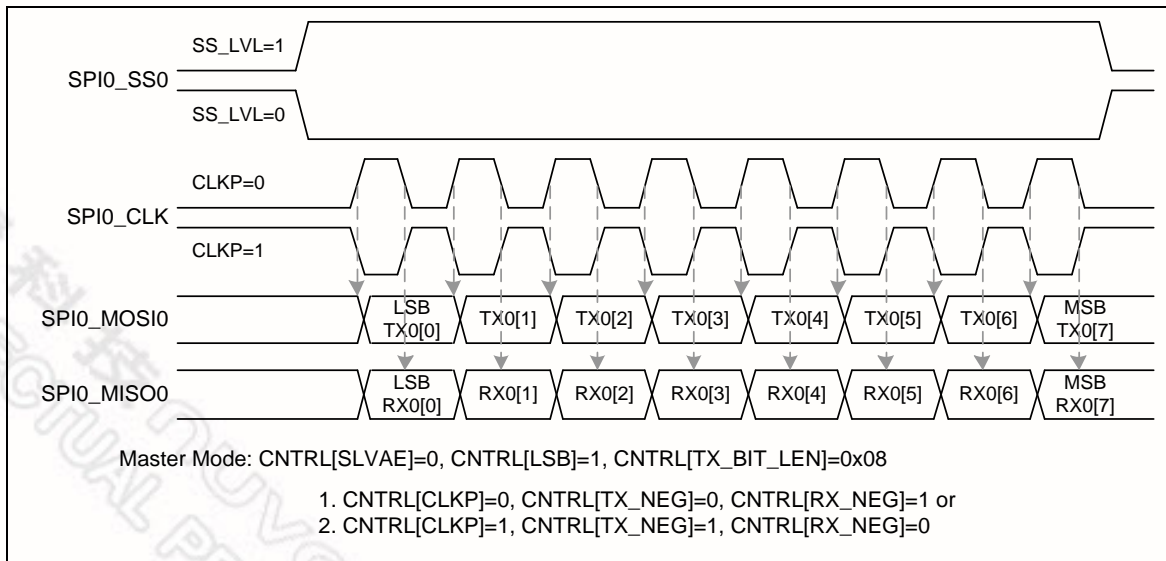 SS_LVL=1
SPI0_SS0
SS_LVL=0
CLKP=0
SPI0_CLK
CLKP=1
SPI0_MOSI0
LSB
TX0[0]
TX0[1]
TX0[2]
TX0[3]
TX0[4]
TX0[5]
TX0[6]
MSB
TX0[7]
SPI0_MISO0
LSB
RX0[0]
RX0[1]
RX0[2]
RX0[3]
RX0[4]
RX0[5]
RX0[6]
MSB
RX0[7]
Master Mode: CNTRL[SLVAE]=0, CNTRL[LSB]=1, CNTRL[TX_BIT_LEN]=0x08
1. CNTRL[CLKP]=0, CNTRL[TX_NEG]=0, CNTRL[RX_NEG]=1 or
2. CNTRL[CLKP]=1, CNTRL[TX_NEG]=1, CNTRL[RX_NEG]=0
科技